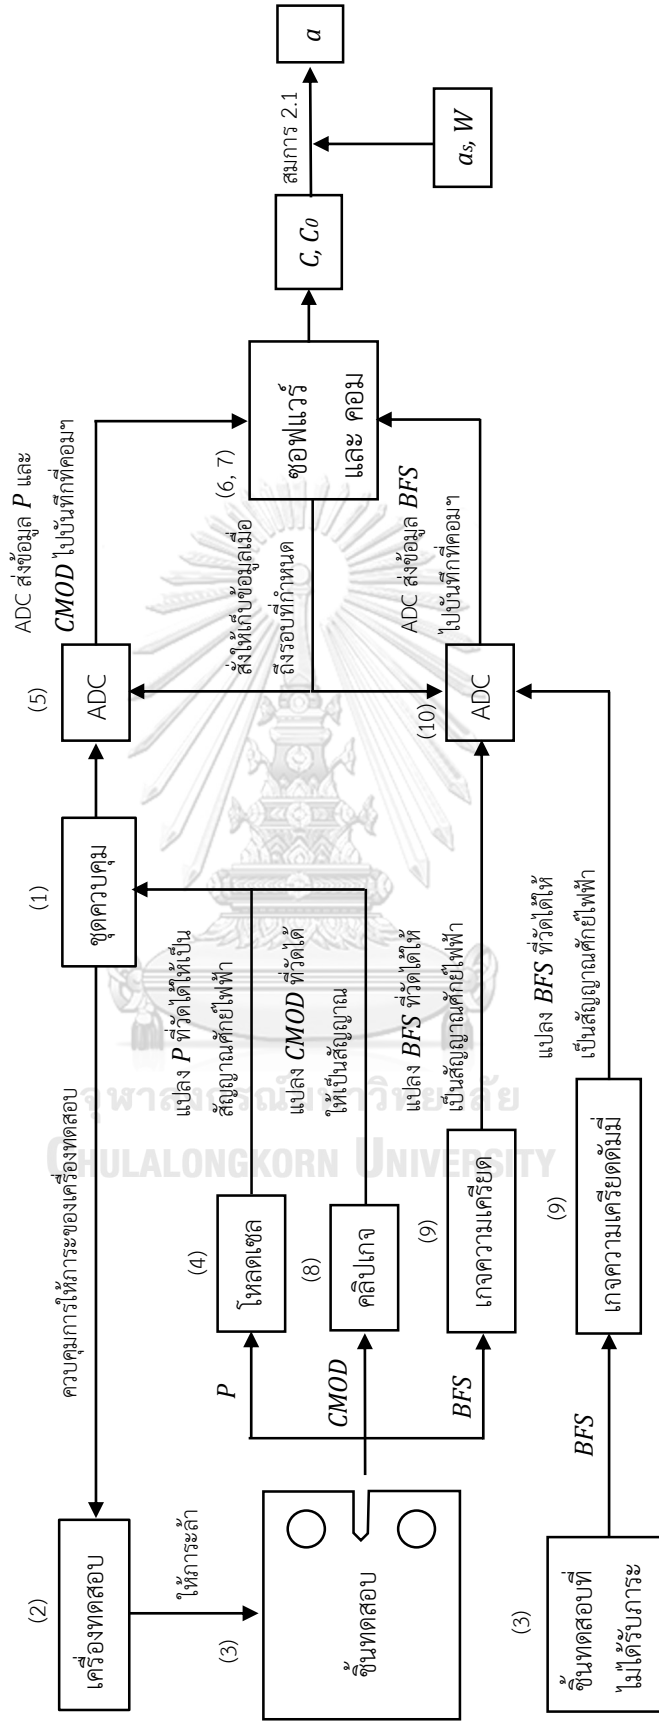 (2)
เครื่องทดสอบ
ให้ภาระล้า
(3)
ชิ้นทดสอบ
(3)
ชิ้นทดสอบที่
ไม่ได้รับภาระ
ควบคุมการให้ภาระของเครื่องทดสอบ
P
CMOD
BFS
BFS
(4)
โหลดเซล
(8)
คลิปเกจ
(9)
เกจความเครียด
(9)
เกจความเครียดดัมมี่
แปลง P ที่วัดได้ให้เป็น
สัญญาณศักย์ไฟฟ้า
แปลง CMOD ที่วัดได้
ให้เป็นสัญญาณ
แปลง BFS ที่วัดได้ให้
เป็นสัญญาณศักย์ไฟฟ้า
แปลง BFS ที่วัดได้ให้
เป็นสัญญาณศักย์ไฟฟ้า
(1)
ชุดควบคุม
(5)
ADC
(10)
ADC
ADC ส่งข้อมูล P และ
CMOD ไปบันทึกที่คอมฯ
สั่งให้เก็บข้อมูลเมื่อ
ถึงรอบที่กำหนด
ADC ส่งข้อมูล BFS
ไปบันทึกที่คอมฯ
(6, 7)
ซอฟแวร์
และ คอม
C, C₀
สมการ 2.1
aₛ, W
a
จุฬาลงกรณ์มหาวิทยาลัย
CHULALONGKORN UNIVERSITY